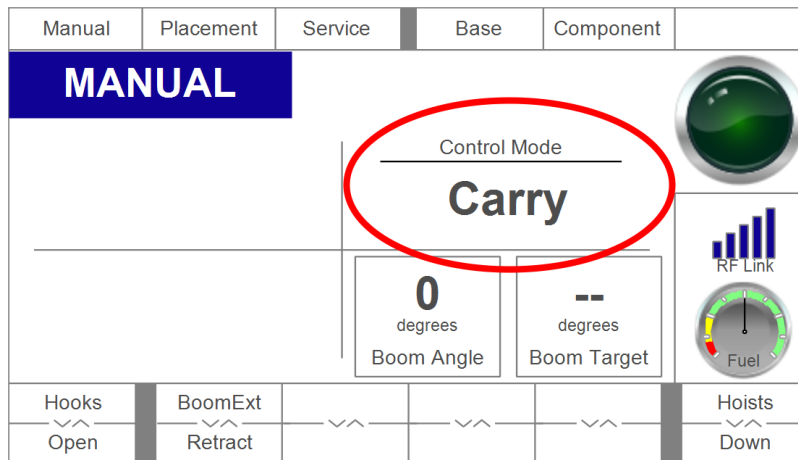 Manual Placement Service Base Component
MANUAL
Control Mode
Carry
RF Link
0
--
degrees
degrees
Boom Angle
Boom Target
Fuel
Hooks BoomExt Hoists
Open Retract Down